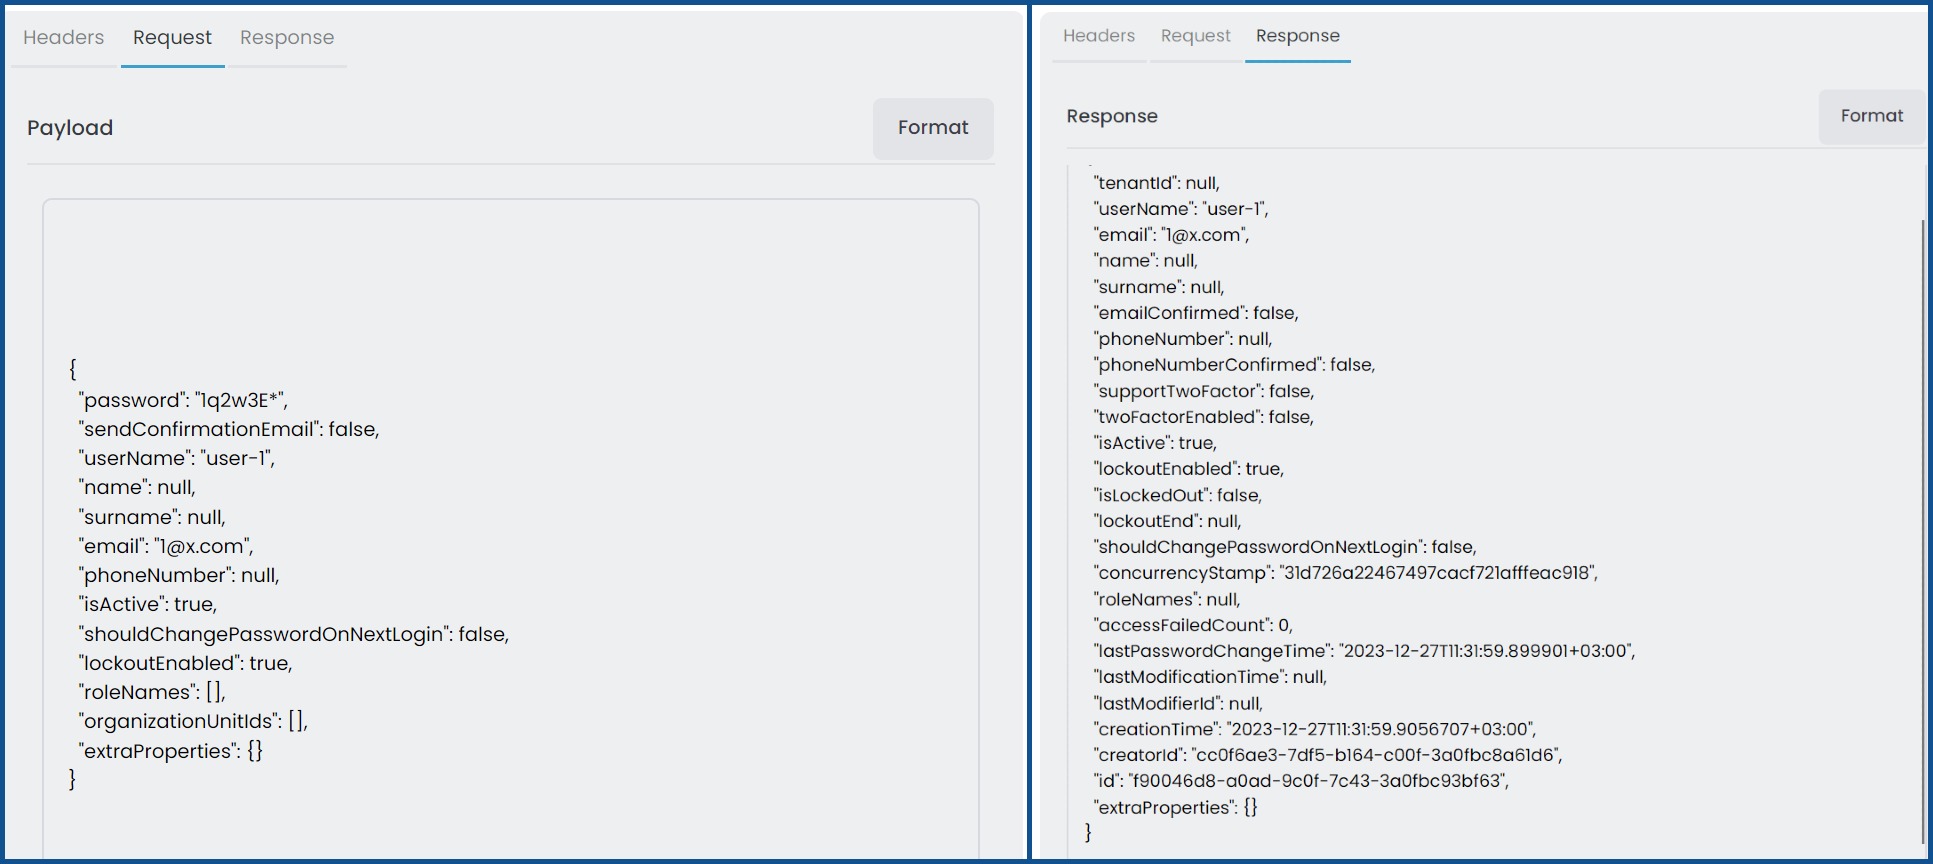 Headers Request Response
Payload
Format
{
"password": "1q2w3E*",
"sendConfirmationEmail": false,
"userName": "user-1",
"name": null,
"surname": null,
"email": "1@x.com",
"phoneNumber": null,
"isActive": true,
"shouldChangePasswordOnNextLogin": false,
"lockoutEnabled": true,
"roleNames": [],
"organizationUnitIds": [],
"extraProperties": {}
}
Headers Request Response
Response
Format
"tenantId": null,
"userName": "user-1",
"email": "1@x.com",
"name": null,
"surname": null,
"emailConfirmed": false,
"phoneNumber": null,
"phoneNumberConfirmed": false,
"supportTwoFactor": false,
"twoFactorEnabled": false,
"isActive": true,
"lockoutEnabled": true,
"isLockedOut": false,
"lockoutEnd": null,
"shouldChangePasswordOnNextLogin": false,
"concurrencyStamp": "31d726a22467497cacf721afffeac918",
"roleNames": null,
"accessFailedCount": 0,
"lastPasswordChangeTime": "2023-12-27T11:31:59.899901+03:00",
"lastModificationTime": null,
"lastModifierId": null,
"creationTime": "2023-12-27T11:31:59.9056707+03:00",
"creatorId": "cc0f6ae3-7df5-b164-c00f-3a0fbc8a61d6",
"id": "f90046d8-a0ad-9c0f-7c43-3a0fbc93bf63",
"extraProperties": {}
}